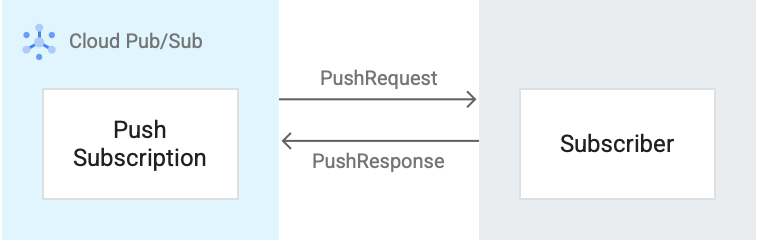 Cloud Pub/Sub
PushRequest
Push
Subscription
Subscriber
PushResponse